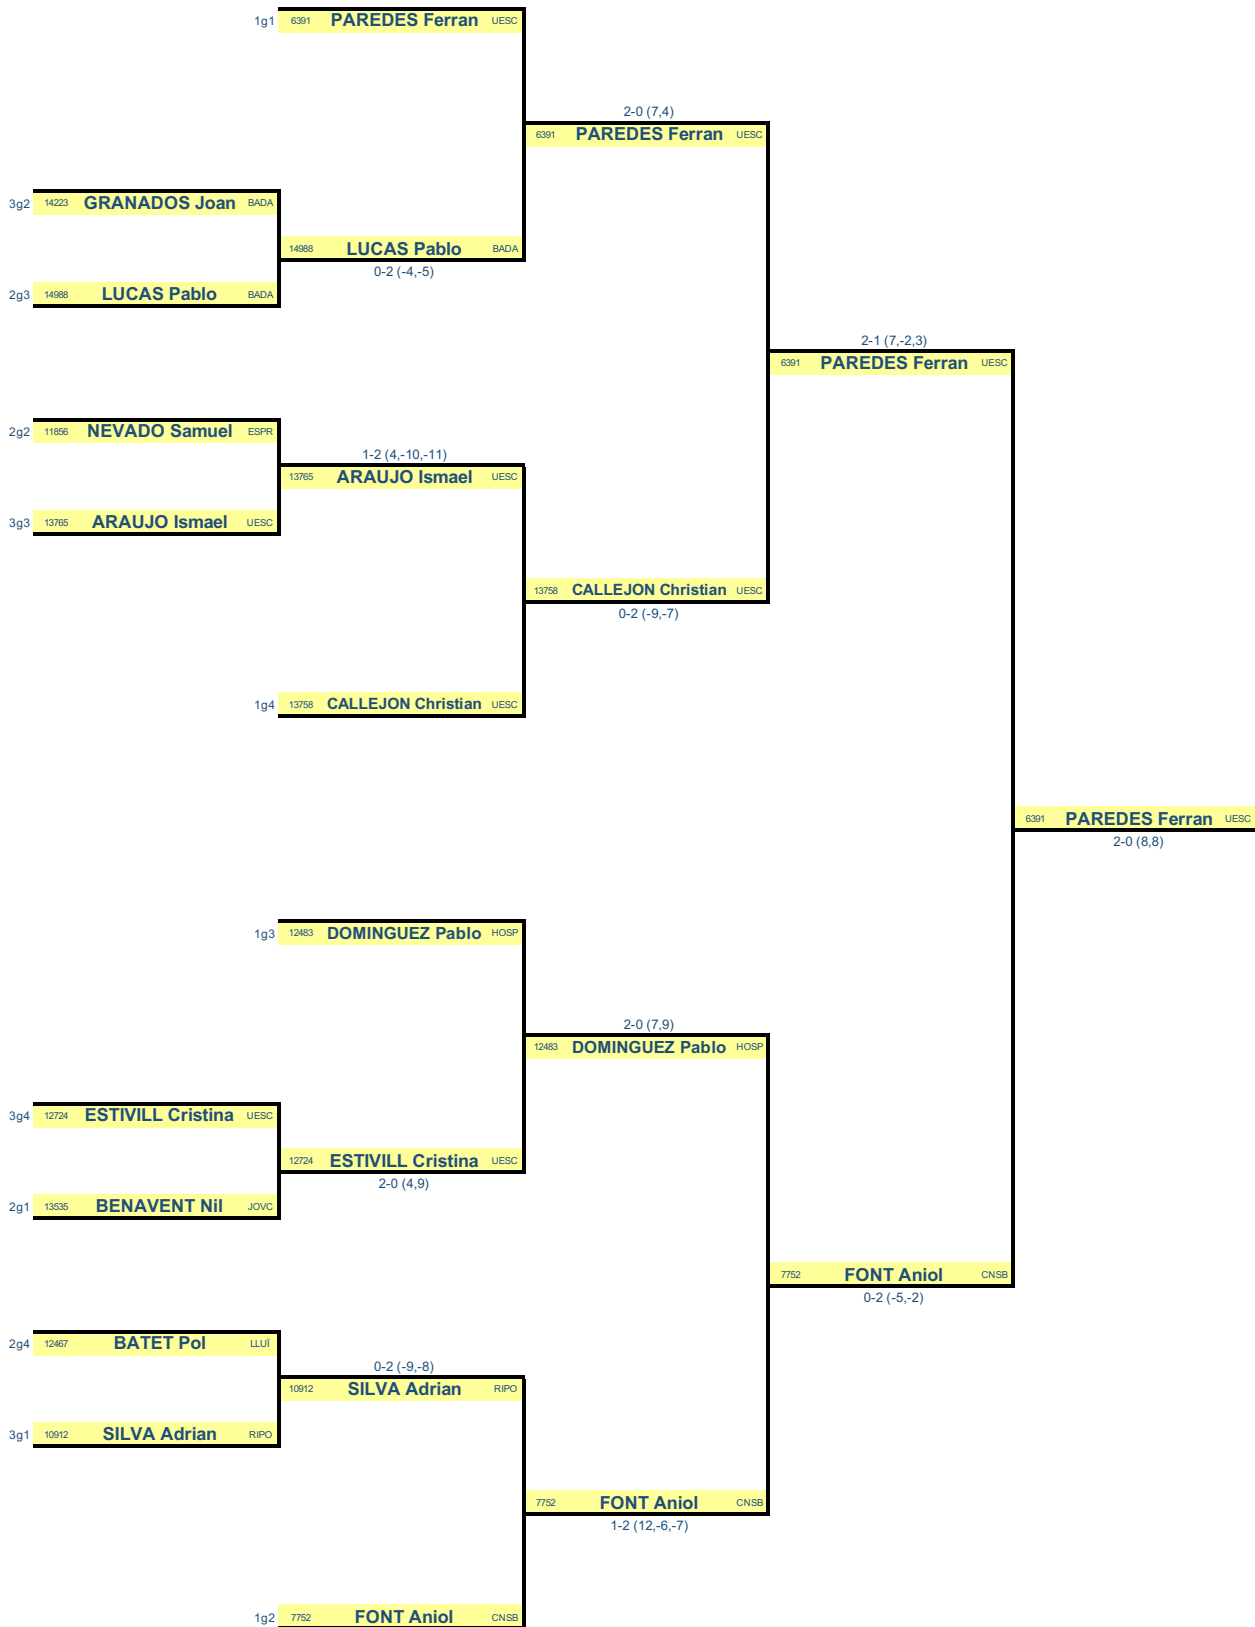 1g1 6391 PAREDES Ferran UESC
2-0 (7,4)
6391 PAREDES Ferran UESC
3g2 14223 GRANADOS Joan BADA
14988 LUCAS Pablo BADA
0-2 (-4,-5)
2g3 14988 LUCAS Pablo BADA
2-1 (7,-2,3)
6391 PAREDES Ferran UESC
2g2 11856 NEVADO Samuel ESPR
1-2 (4,-10,-11)
13765 ARAUJO Ismael UESC
3g3 13765 ARAUJO Ismael UESC
13758 CALLEJON Christian UESC
0-2 (-9,-7)
1g4 13758 CALLEJON Christian UESC
6391 PAREDES Ferran UESC
2-0 (8,8)
1g3 12483 DOMINGUEZ Pablo HOSP
2-0 (7,9)
12483 DOMINGUEZ Pablo HOSP
3g4 12724 ESTIVILL Cristina UESC
12724 ESTIVILL Cristina UESC
2-0 (4,9)
2g1 13535 BENAVENT Nil JOVC
7752 FONT Aniol CNSB
0-2 (-5,-2)
2g4 12467 BATET Pol LLUÏ
0-2 (-9,-8)
10912 SILVA Adrian RIPO
3g1 10912 SILVA Adrian RIPO
7752 FONT Aniol CNSB
1-2 (12,-6,-7)
1g2 7752 FONT Aniol CNSB